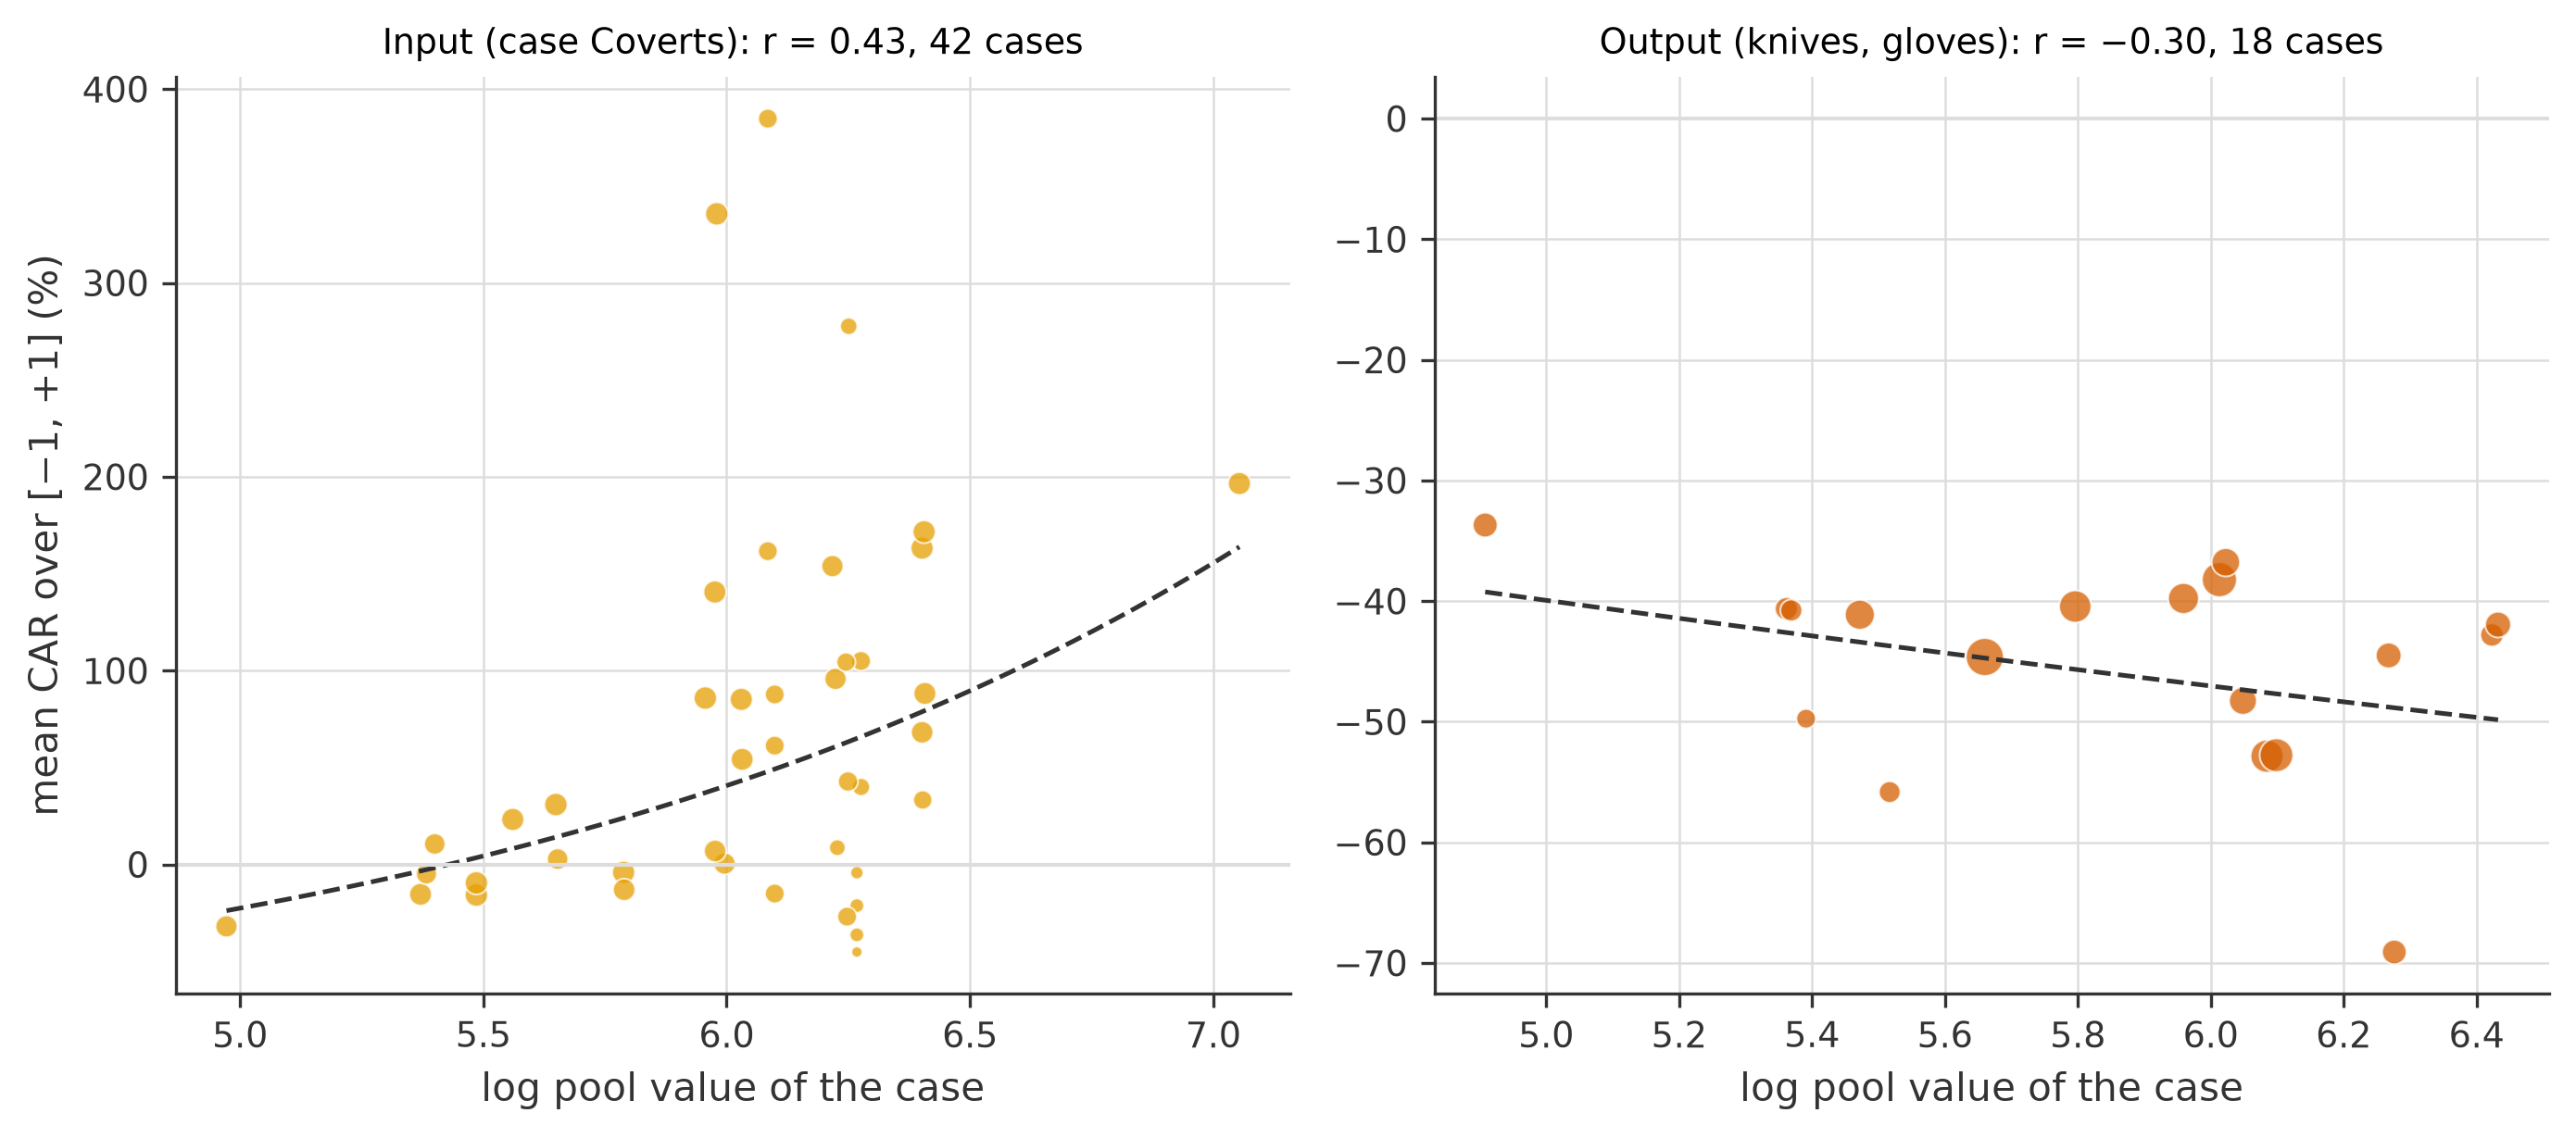 Input (case Coverts): r = 0.43, 42 cases
400
300
200
100
0
mean CAR over [−1, +1] (%)
5.0 5.5 6.0 6.5 7.0
log pool value of the case
Output (knives, gloves): r = −0.30, 18 cases
0
−10
−20
−30
−40
−50
−60
−70
5.0 5.2 5.4 5.6 5.8 6.0 6.2 6.4
log pool value of the case